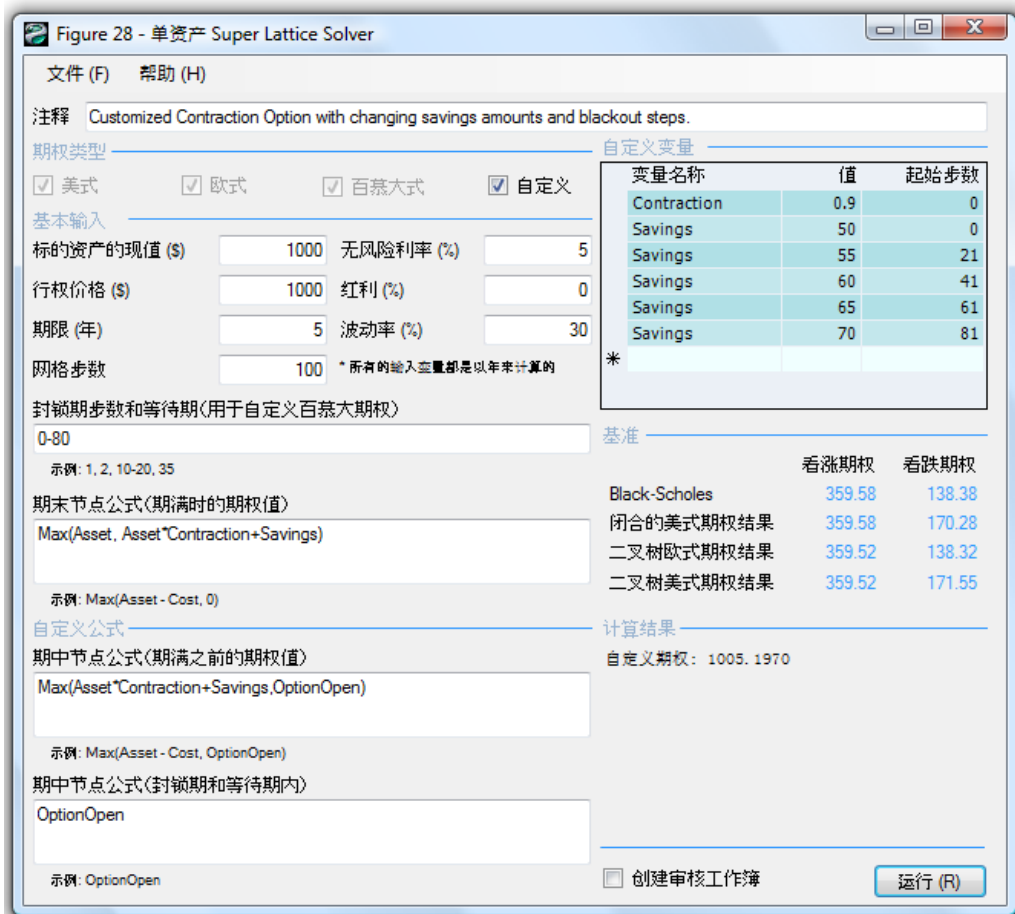 Figure 28 - 单资产 Super Lattice Solver
文件 (F) 帮助 (H)
注释 Customized Contraction Option with changing savings amounts and blackout steps.
期权类型
美式 欧式 百慕大式 自定义
基本输入
标的资产的现值 ($) 1000 无风险利率 (%) 5
行权价格 ($) 1000 红利 (%) 0
期限 (年) 5 波动率 (%) 30
网格步数 100 * 所有的输入变量都是以年来计算的
封锁期步数和等待期(用于自定义百慕大期权)
0-80
示例: 1, 2, 10-20, 35
期末节点公式(期满时的期权值)
Max(Asset, Asset*Contraction+Savings)
示例: Max(Asset - Cost, 0)
自定义公式
期中节点公式(期满之前的期权值)
Max(Asset*Contraction+Savings,OptionOpen)
示例: Max(Asset - Cost, OptionOpen)
期中节点公式(封锁期和等待期内)
OptionOpen
示例: OptionOpen
自定义变量
变量名称 值 起始步数
Contraction 0.9 0
Savings 50 0
Savings 55 21
Savings 60 41
Savings 65 61
Savings 70 81
*
基准
看涨期权 看跌期权
Black-Scholes 359.58 138.38
闭合的美式期权结果 359.58 170.28
二叉树欧式期权结果 359.52 138.32
二叉树美式期权结果 359.52 171.55
计算结果
自定义期权: 1005.1970
创建审核工作簿 运行 (R)